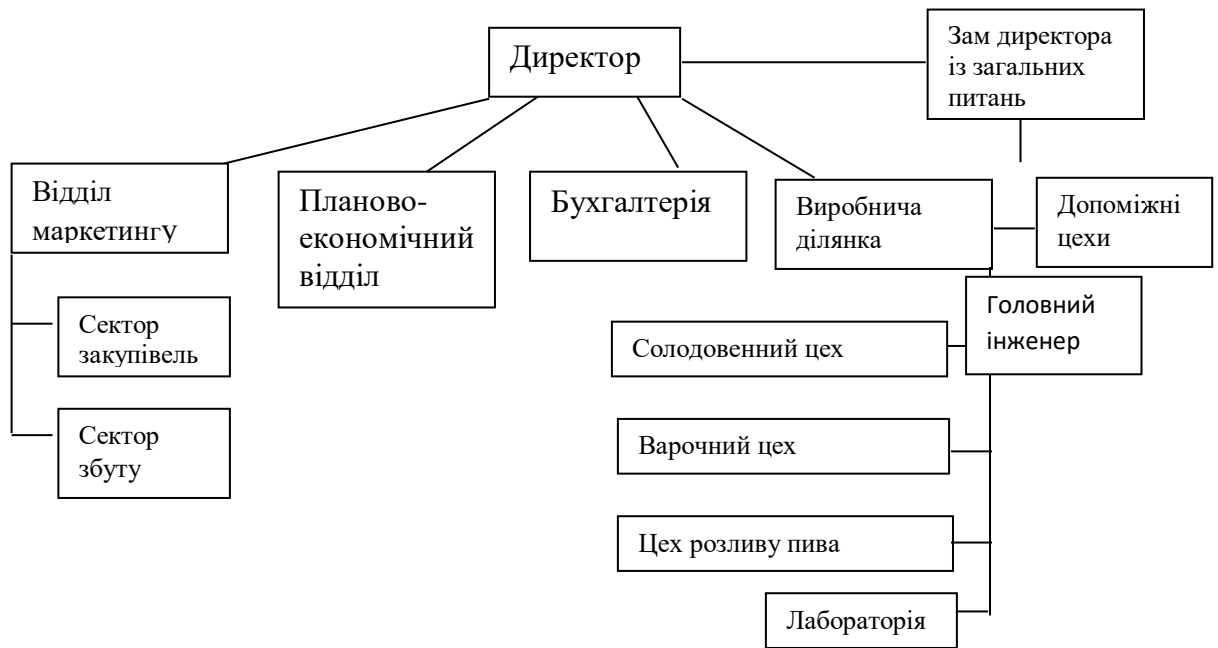 Директор
Зам директора
із загальних
питань
Відділ
маркетингу
Планово-
економічний
відділ
Бухгалтерія
Виробнича
ділянка
Допоміжні
цехи
Головний
інженер
Сектор
закупівель
Солодовенний цех
Сектор
збуту
Варочний цех
Цех розливу пива
Лабораторія